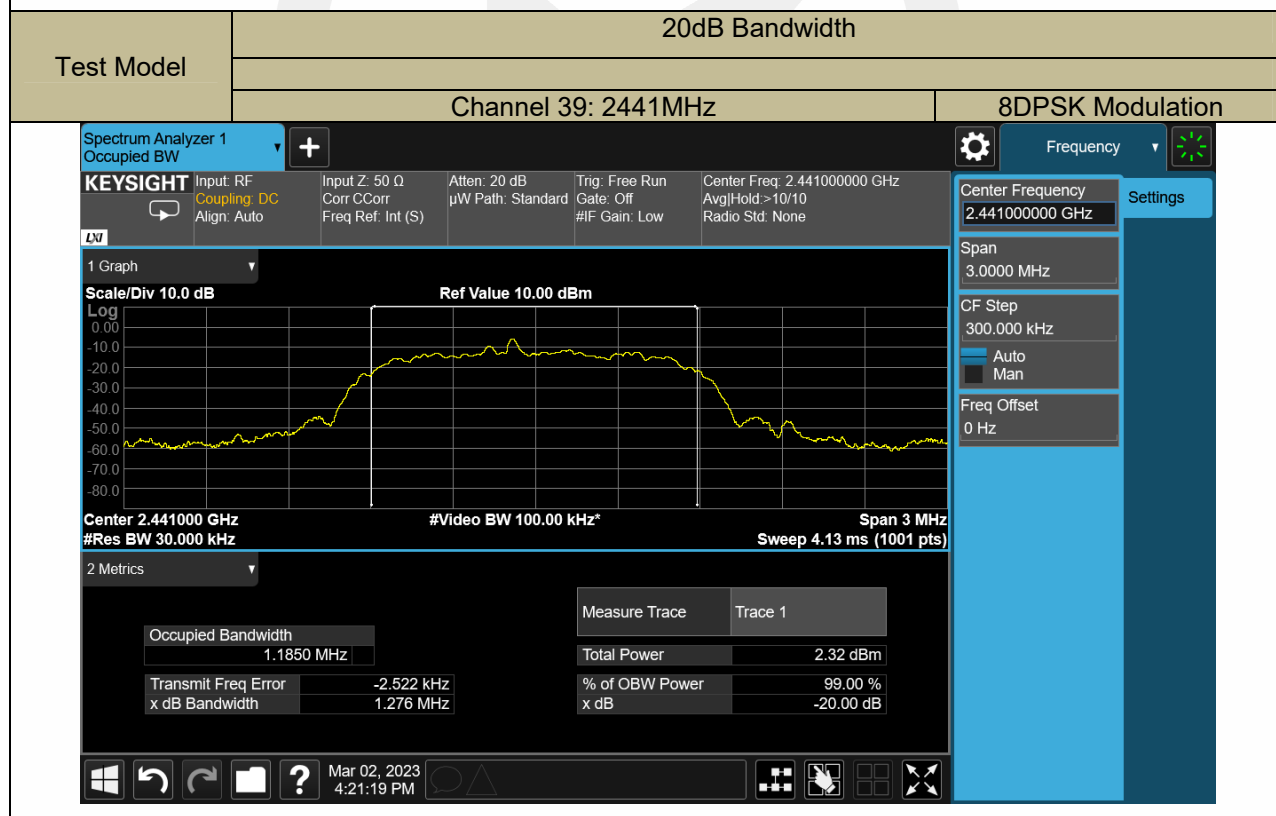 20dB Bandwidth
Test Model
Channel 39: 2441MHz
8DPSK Modulation
Spectrum Analyzer 1
Occupied BW
+
Frequency
KEYSIGHT
Input: RF
Coupling: DC
Align: Auto
Input Z: 50 Ω
Corr CCorr
Freq Ref: Int (S)
Atten: 20 dB
µW Path: Standard
Trig: Free Run
Gate: Off
#IF Gain: Low
Center Freq: 2.441000000 GHz
Avg|Hold:>10/10
Radio Std: None
LXI
Center Frequency
2.441000000 GHz
Settings
Span
3.0000 MHz
CF Step
300.000 kHz
Auto
Man
Freq Offset
0 Hz
1 Graph
Scale/Div 10.0 dB
Ref Value 10.00 dBm
Log
0.00
-10.0
-20.0
-30.0
-40.0
-50.0
-60.0
-70.0
-80.0
Center 2.441000 GHz
#Video BW 100.00 kHz*
Span 3 MHz
#Res BW 30.000 kHz
Sweep 4.13 ms (1001 pts)
2 Metrics
Measure Trace
Trace 1
Occupied Bandwidth
1.1850 MHz
Total Power
2.32 dBm
Transmit Freq Error
-2.522 kHz
% of OBW Power
99.00 %
x dB Bandwidth
1.276 MHz
x dB
-20.00 dB
?
Mar 02, 2023
4:21:19 PM